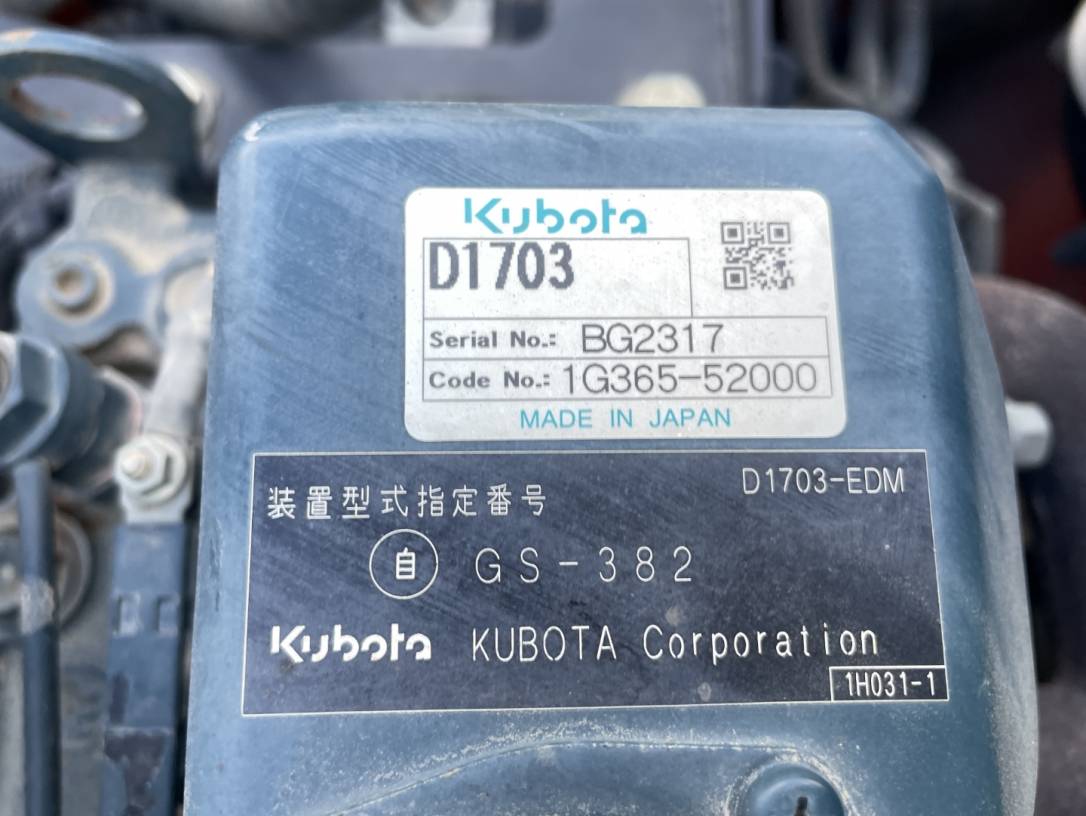 Kubota
D1703
Serial No.: BG2317
Code No.: 1G365-52000
MADE IN JAPAN
D1703-EDM
装置型式指定番号
自 GS-382
Kubota KUBOTA Corporation
1H031-1